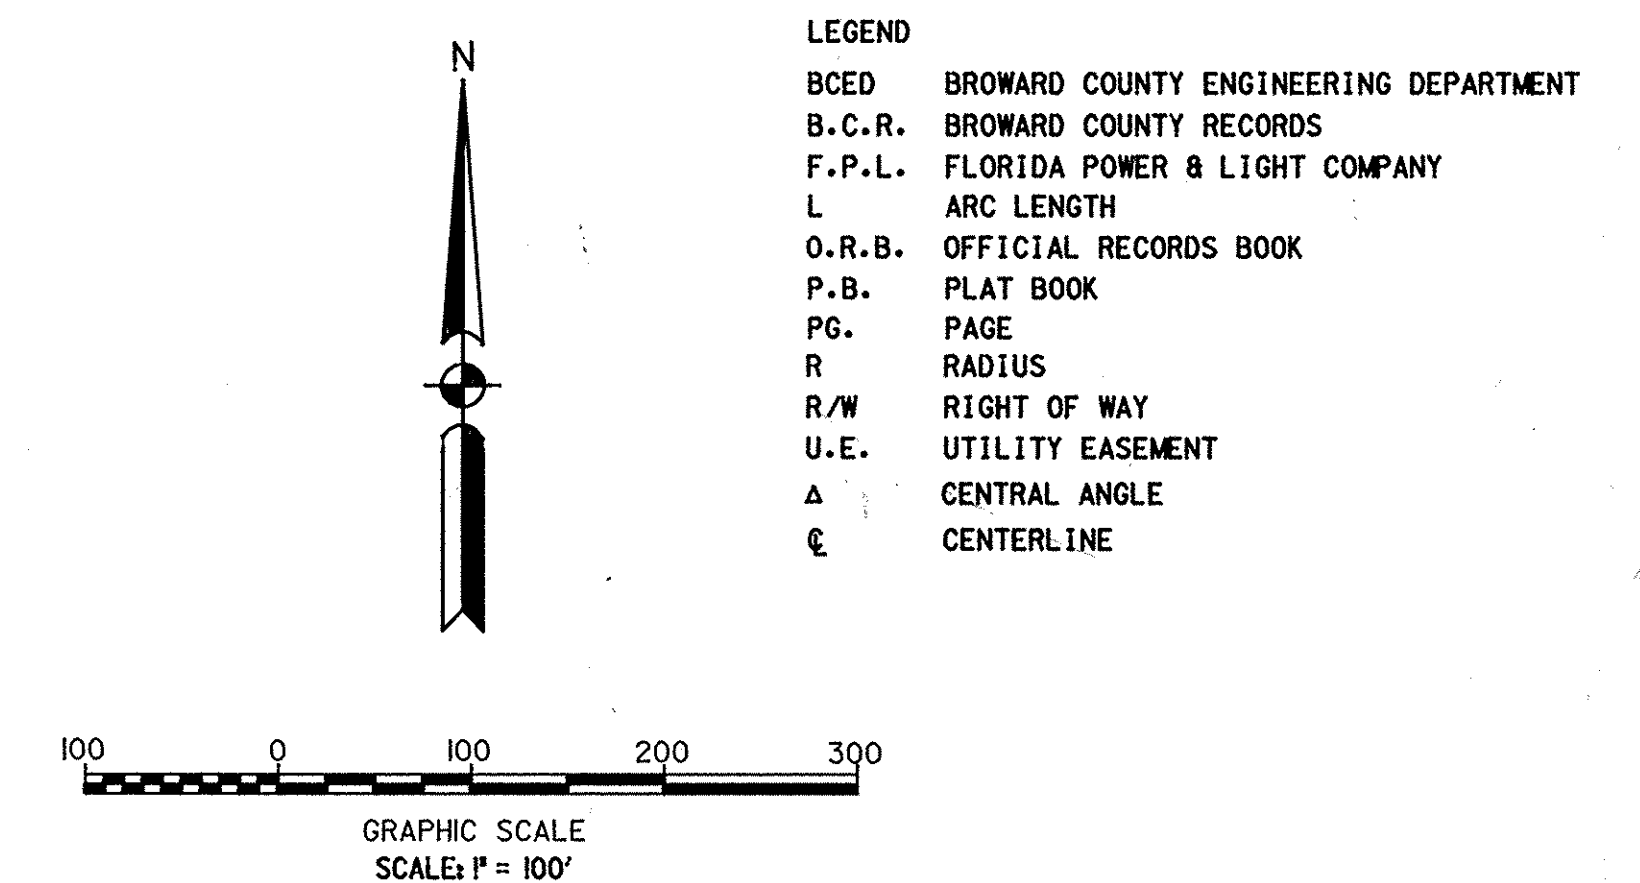 N
LEGEND
BCED BROWARD COUNTY ENGINEERING DEPARTMENT
B.C.R. BROWARD COUNTY RECORDS
F.P.L. FLORIDA POWER & LIGHT COMPANY
L ARC LENGTH
O.R.B. OFFICIAL RECORDS BOOK
P.B. PLAT BOOK
PG. PAGE
R RADIUS
R/W RIGHT OF WAY
U.E. UTILITY EASEMENT
Δ CENTRAL ANGLE
℄ CENTERLINE
100 0 100 200 300
GRAPHIC SCALE
SCALE: 1" = 100'